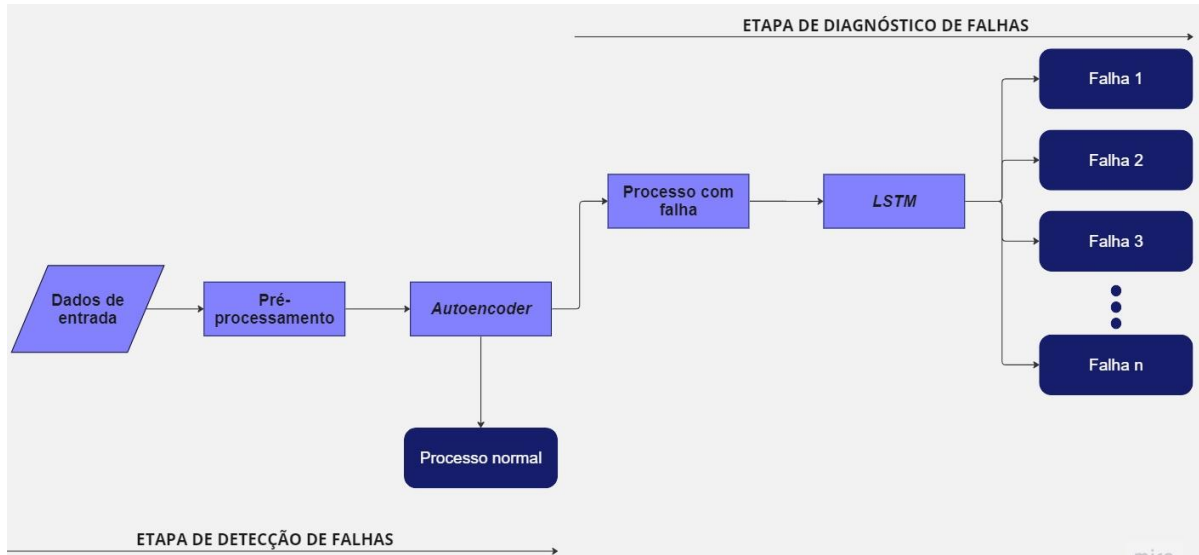 ETAPA DE DIAGNÓSTICO DE FALHAS
Falha 1
Falha 2
Processo com
falha
LSTM
Falha 3
Dados de
entrada
Pré-
processamento
Autoencoder
Falha n
Processo normal
ETAPA DE DETECÇÃO DE FALHAS